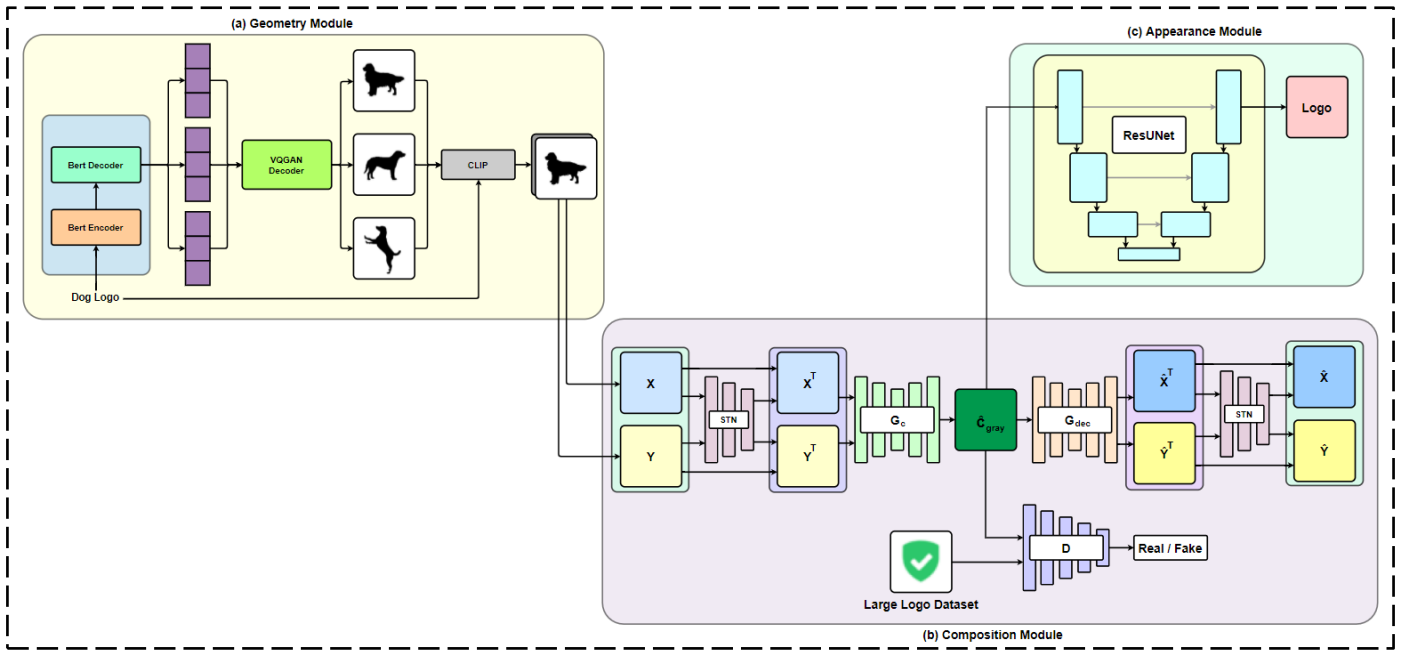 (a) Geometry Module
Bert Decoder
Bert Encoder
Dog Logo
VQGAN
Decoder
CLIP
(c) Appearance Module
ResUNet
Logo
X
Y
STN
X^T
Y^T
G_c
Ĉ_gray
G_dec
X̂^T
Ŷ^T
STN
X̂
Ŷ
D
Real / Fake
Large Logo Dataset
(b) Composition Module